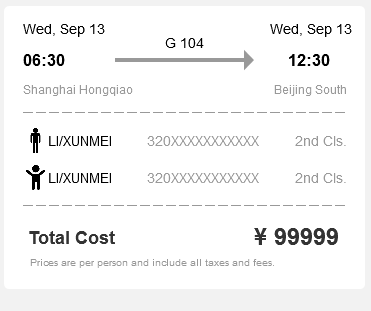 Wed, Sep 13 Wed, Sep 13
G 104
06:30 12:30
Shanghai Hongqiao Beijing South
LI/XUNMEI 320XXXXXXXXXXX 2nd Cls.
LI/XUNMEI 320XXXXXXXXXXX 2nd Cls.
Total Cost ¥ 99999
Prices are per person and include all taxes and fees.